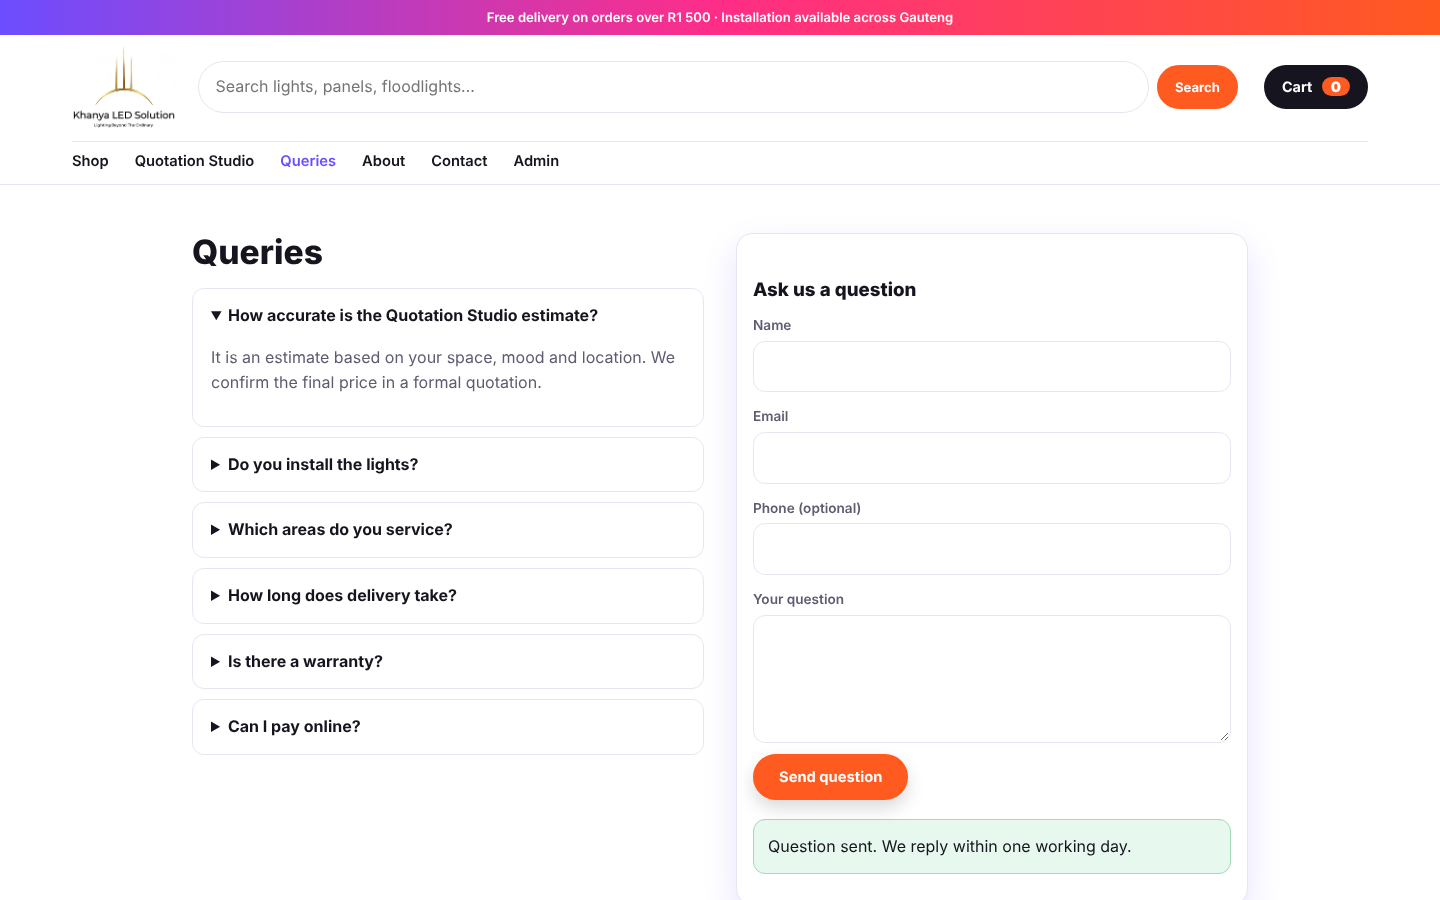 Free delivery on orders over R1 500 · Installation available across Gauteng
Khanya LED Solution
Lighting Beyond The Ordinary
Search lights, panels, floodlights...
Search
Cart 0
Shop
Quotation Studio
Queries
About
Contact
Admin
Queries
How accurate is the Quotation Studio estimate?
It is an estimate based on your space, mood and location. We
confirm the final price in a formal quotation.
Do you install the lights?
Which areas do you service?
How long does delivery take?
Is there a warranty?
Can I pay online?
Ask us a question
Name
Email
Phone (optional)
Your question
Send question
Question sent. We reply within one working day.